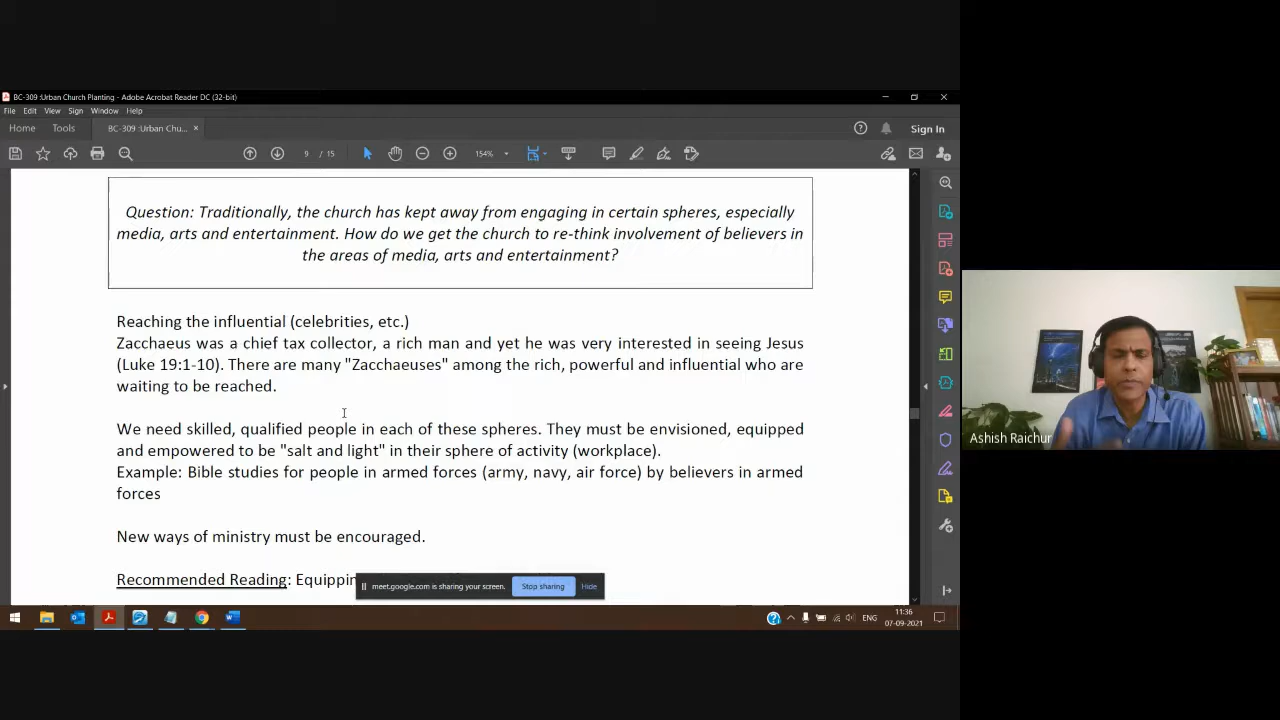 BC-309 :Urban Church Planting - Adobe Acrobat Reader DC (32-bit)
File Edit View Sign Window Help
Home Tools BC-309 :Urban Chu... × Sign In
9 / 15 154%
Question: Traditionally, the church has kept away from engaging in certain spheres, especially
media, arts and entertainment. How do we get the church to re-think involvement of believers in
the areas of media, arts and entertainment?
Reaching the influential (celebrities, etc.)
Zacchaeus was a chief tax collector, a rich man and yet he was very interested in seeing Jesus
(Luke 19:1-10). There are many "Zacchaeuses" among the rich, powerful and influential who are
waiting to be reached.
We need skilled, qualified people in each of these spheres. They must be envisioned, equipped
and empowered to be "salt and light" in their sphere of activity (workplace).
Example: Bible studies for people in armed forces (army, navy, air force) by believers in armed
forces
New ways of ministry must be encouraged.
Recommended Reading: Equippin
meet.google.com is sharing your screen. Stop sharing Hide
Ashish Raichur
ENG
11:36
07-09-2021